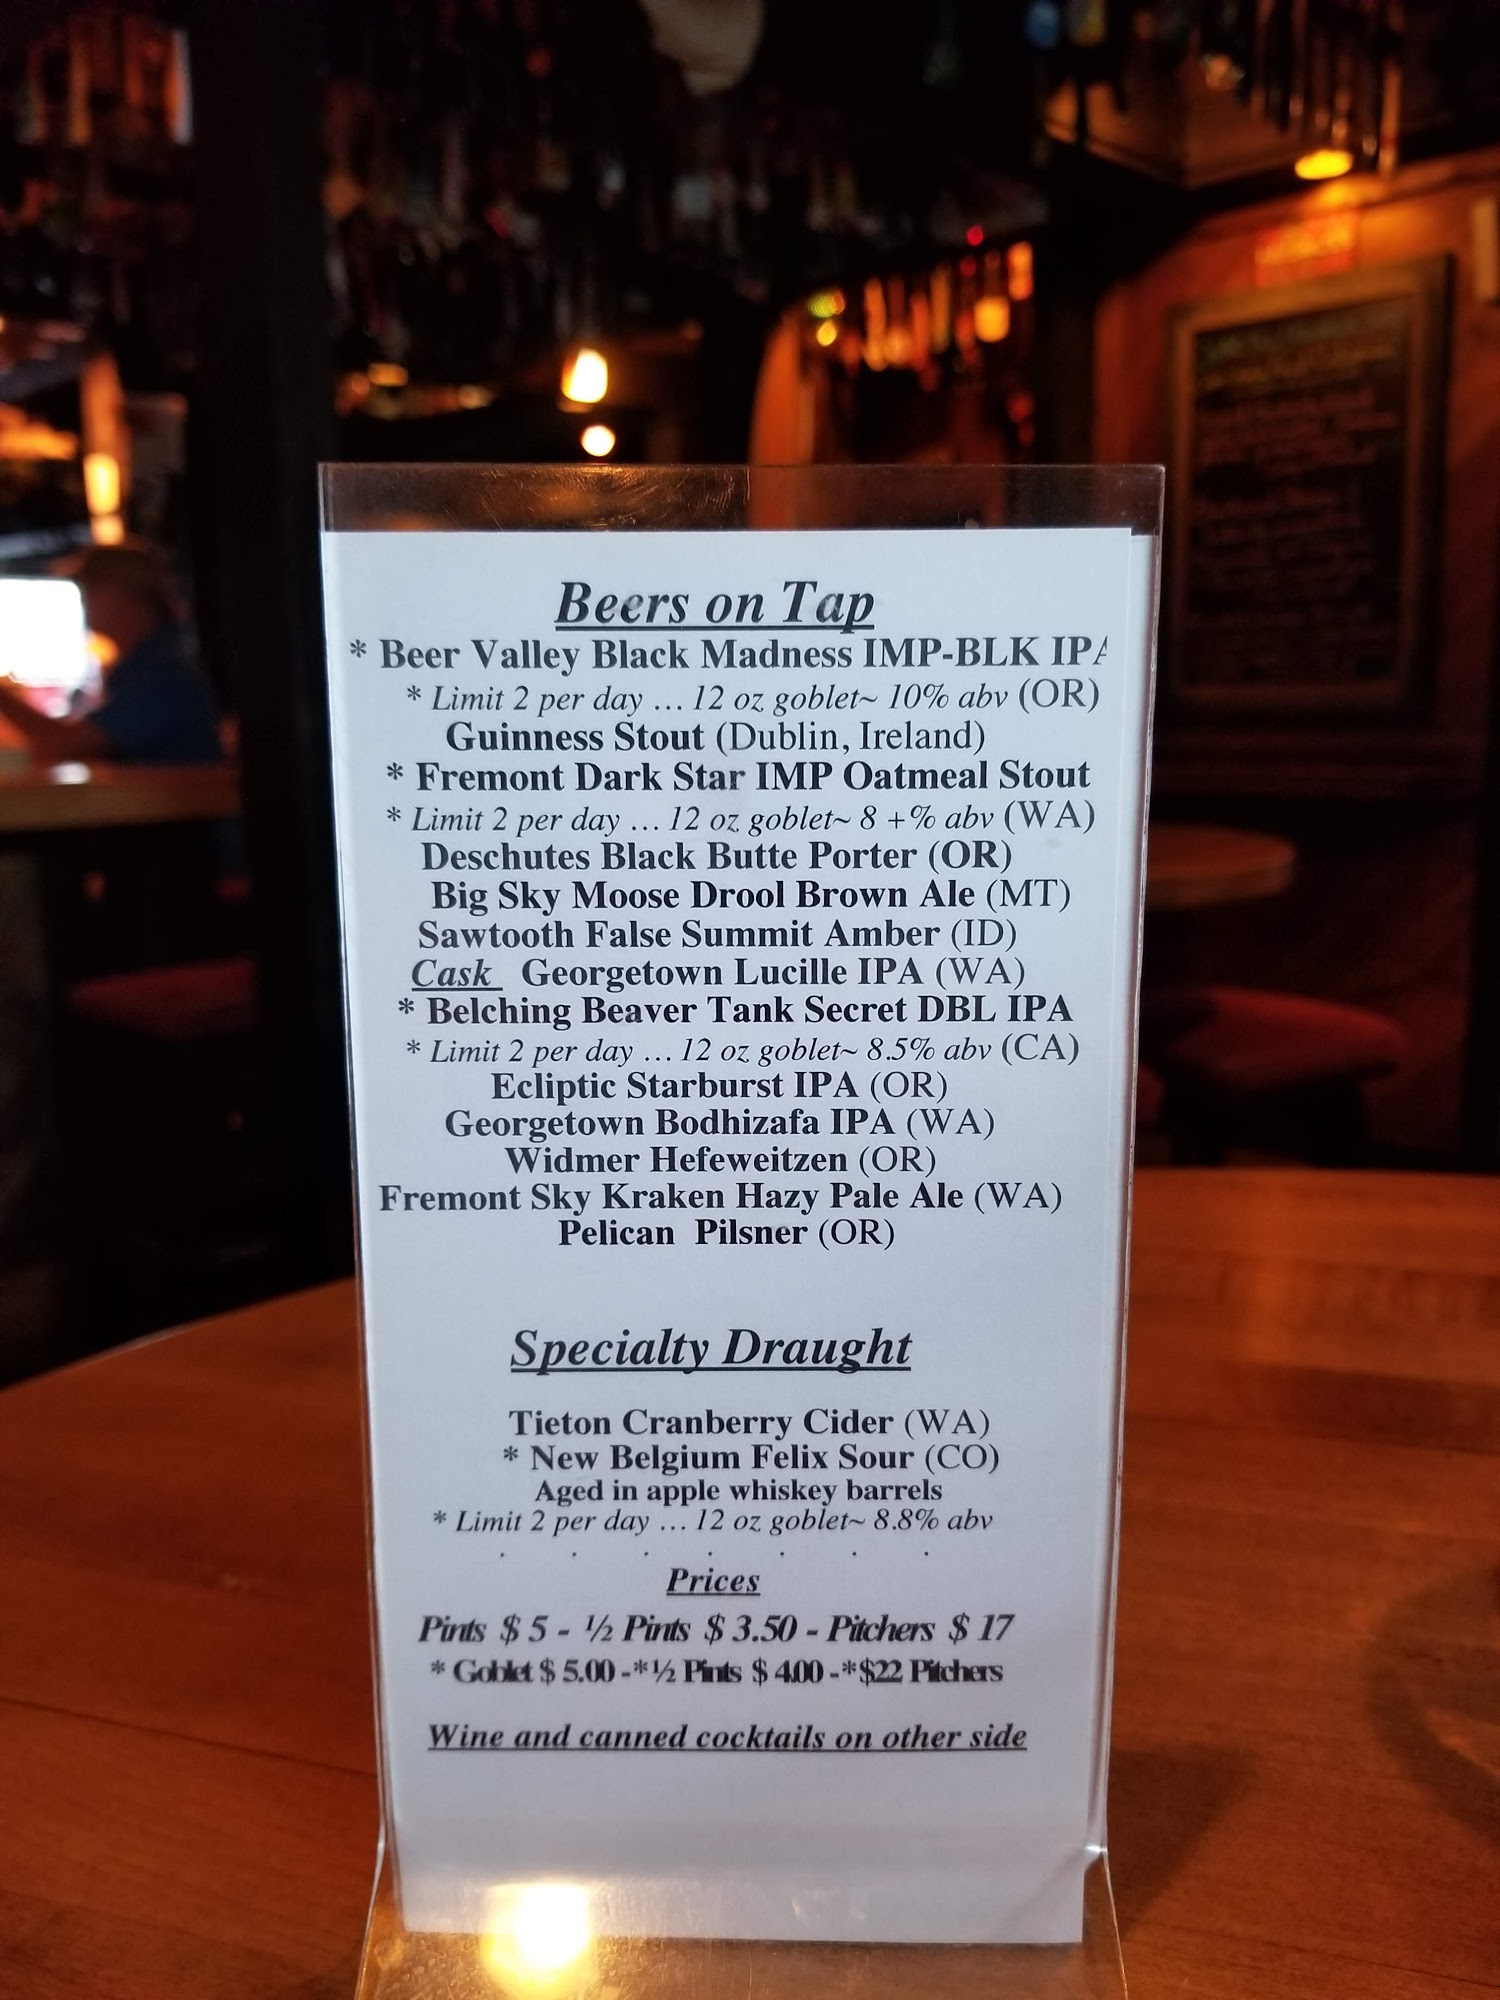 Beers on Tap
* Beer Valley Black Madness IMP-BLK IPA
* Limit 2 per day … 12 oz goblet~ 10% abv (OR)
Guinness Stout (Dublin, Ireland)
* Fremont Dark Star IMP Oatmeal Stout
* Limit 2 per day … 12 oz goblet~ 8 +% abv (WA)
Deschutes Black Butte Porter (OR)
Big Sky Moose Drool Brown Ale (MT)
Sawtooth False Summit Amber (ID)
Cask Georgetown Lucille IPA (WA)
* Belching Beaver Tank Secret DBL IPA
* Limit 2 per day … 12 oz goblet~ 8.5% abv (CA)
Ecliptic Starburst IPA (OR)
Georgetown Bodhizafa IPA (WA)
Widmer Hefeweitzen (OR)
Fremont Sky Kraken Hazy Pale Ale (WA)
Pelican Pilsner (OR)
Specialty Draught
Tieton Cranberry Cider (WA)
* New Belgium Felix Sour (CO)
Aged in apple whiskey barrels
* Limit 2 per day … 12 oz goblet~ 8.8% abv
. . . . . . .
Prices
Pints $ 5 - ½ Pints $ 3.50 - Pitchers $ 17
* Goblet $ 5.00 -*½ Pints $ 4.00 -*$22 Pitchers
Wine and canned cocktails on other side